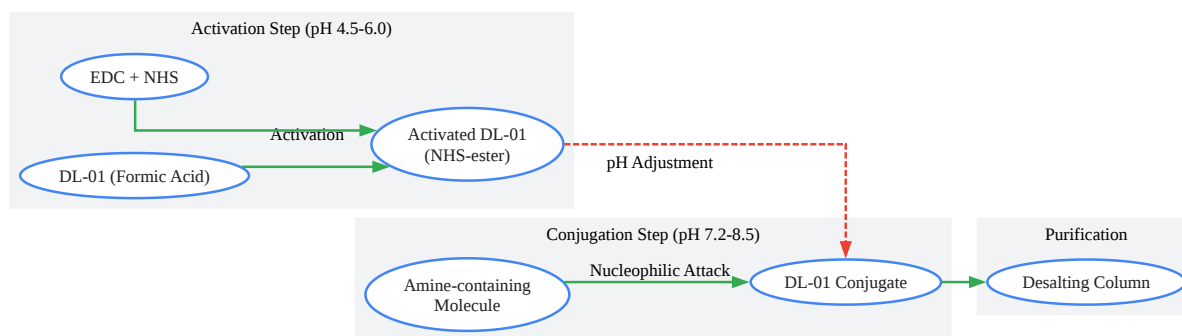 Activation Step (pH 4.5-6.0)
EDC + NHS
Activation
Activated DL-01
(NHS-ester)
DL-01 (Formic Acid)
pH Adjustment
Conjugation Step (pH 7.2-8.5)
Purification
Nucleophilic Attack
Amine-containing
Molecule
DL-01 Conjugate
Desalting Column